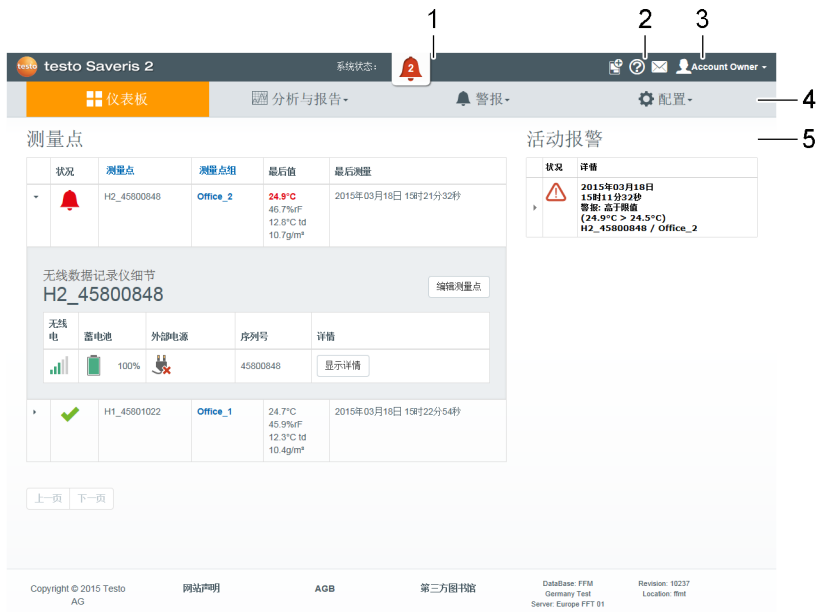 1 2 3
testo testo Saveris 2 系统状态: 2 Account Owner
仪表板 分析与报告 警报 配置 4
测量点 活动报警 5
状况 测量点 测量点组 最后值 最后测量
H2_45800848 Office_2 24.9°C 2015年03月18日 15时21分32秒
46.7%rF
12.8°C td
10.7g/m³
状况 详情
2015年03月18日
15时11分32秒
警报: 高于限值
(24.9°C > 24.5°C)
H2_45800848 / Office_2
无线数据记录仪细节
H2_45800848
编辑测量点
无线电 蓄电池 外部电源 序列号 详情
100% 45800848 显示详情
H1_45801022 Office_1 24.7°C 2015年03月18日 15时22分54秒
45.9%rF
12.3°C td
10.4g/m³
上一页 下一页
Copyright © 2015 Testo
AG
网站声明
AGB
第三方图书馆
DataBase: FFM
Germany Test
Server: Europe FFT 01
Revision: 10237
Location: ffmt